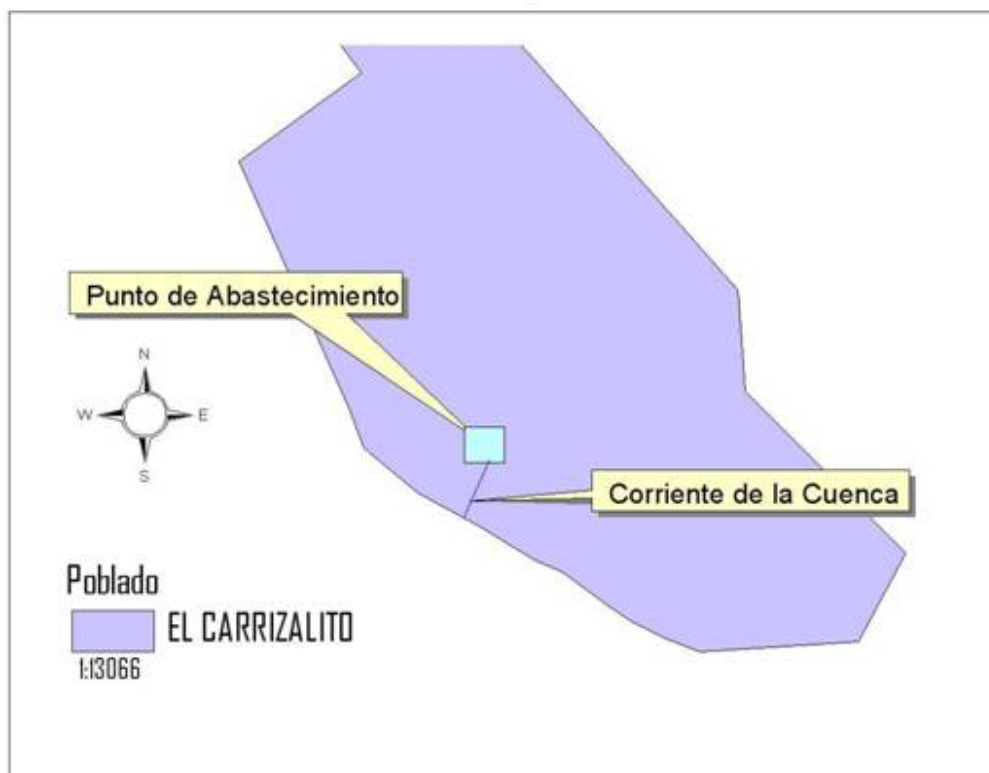 Punto de Abastecimiento
N
W
E
S
Corriente de la Cuenca
Poblado
EL CARRIZALITO
1:13066